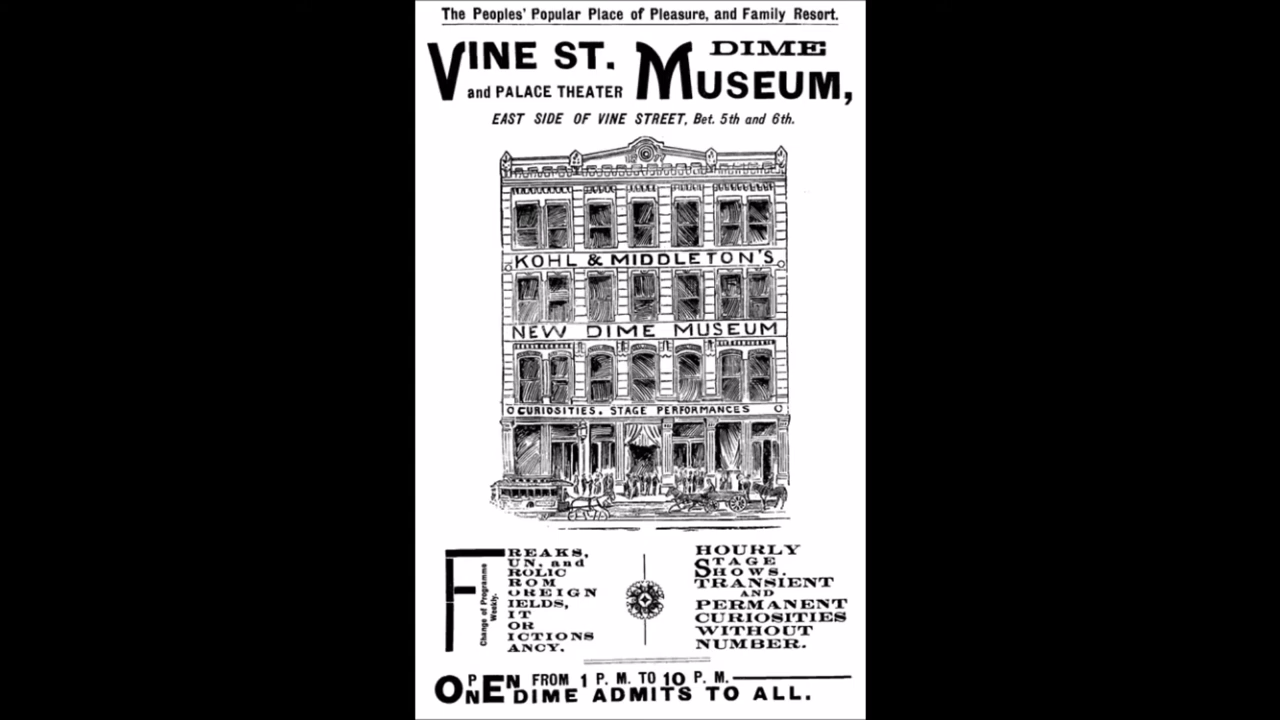 The Peoples' Popular Place of Pleasure, and Family Resort.
VINE ST. DIME
and PALACE THEATER MUSEUM,
EAST SIDE OF VINE STREET, Bet. 5th and 6th.
KOHL & MIDDLETON'S
NEW DIME MUSEUM
CURIOSITIES. STAGE PERFORMANCES
FREAKS,
UN, and
ROLIC
ROM
OREIGN
IELDS,
IT
OR
ICTIONS
ANCY.
Change of Programme
Weekly.
HOURLY
STAGE
SHOWS.
TRANSIENT
AND
PERMANENT
CURIOSITIES
WITHOUT
NUMBER.
OPEN FROM 1 P. M. TO 10 P. M.
ONE DIME ADMITS TO ALL.